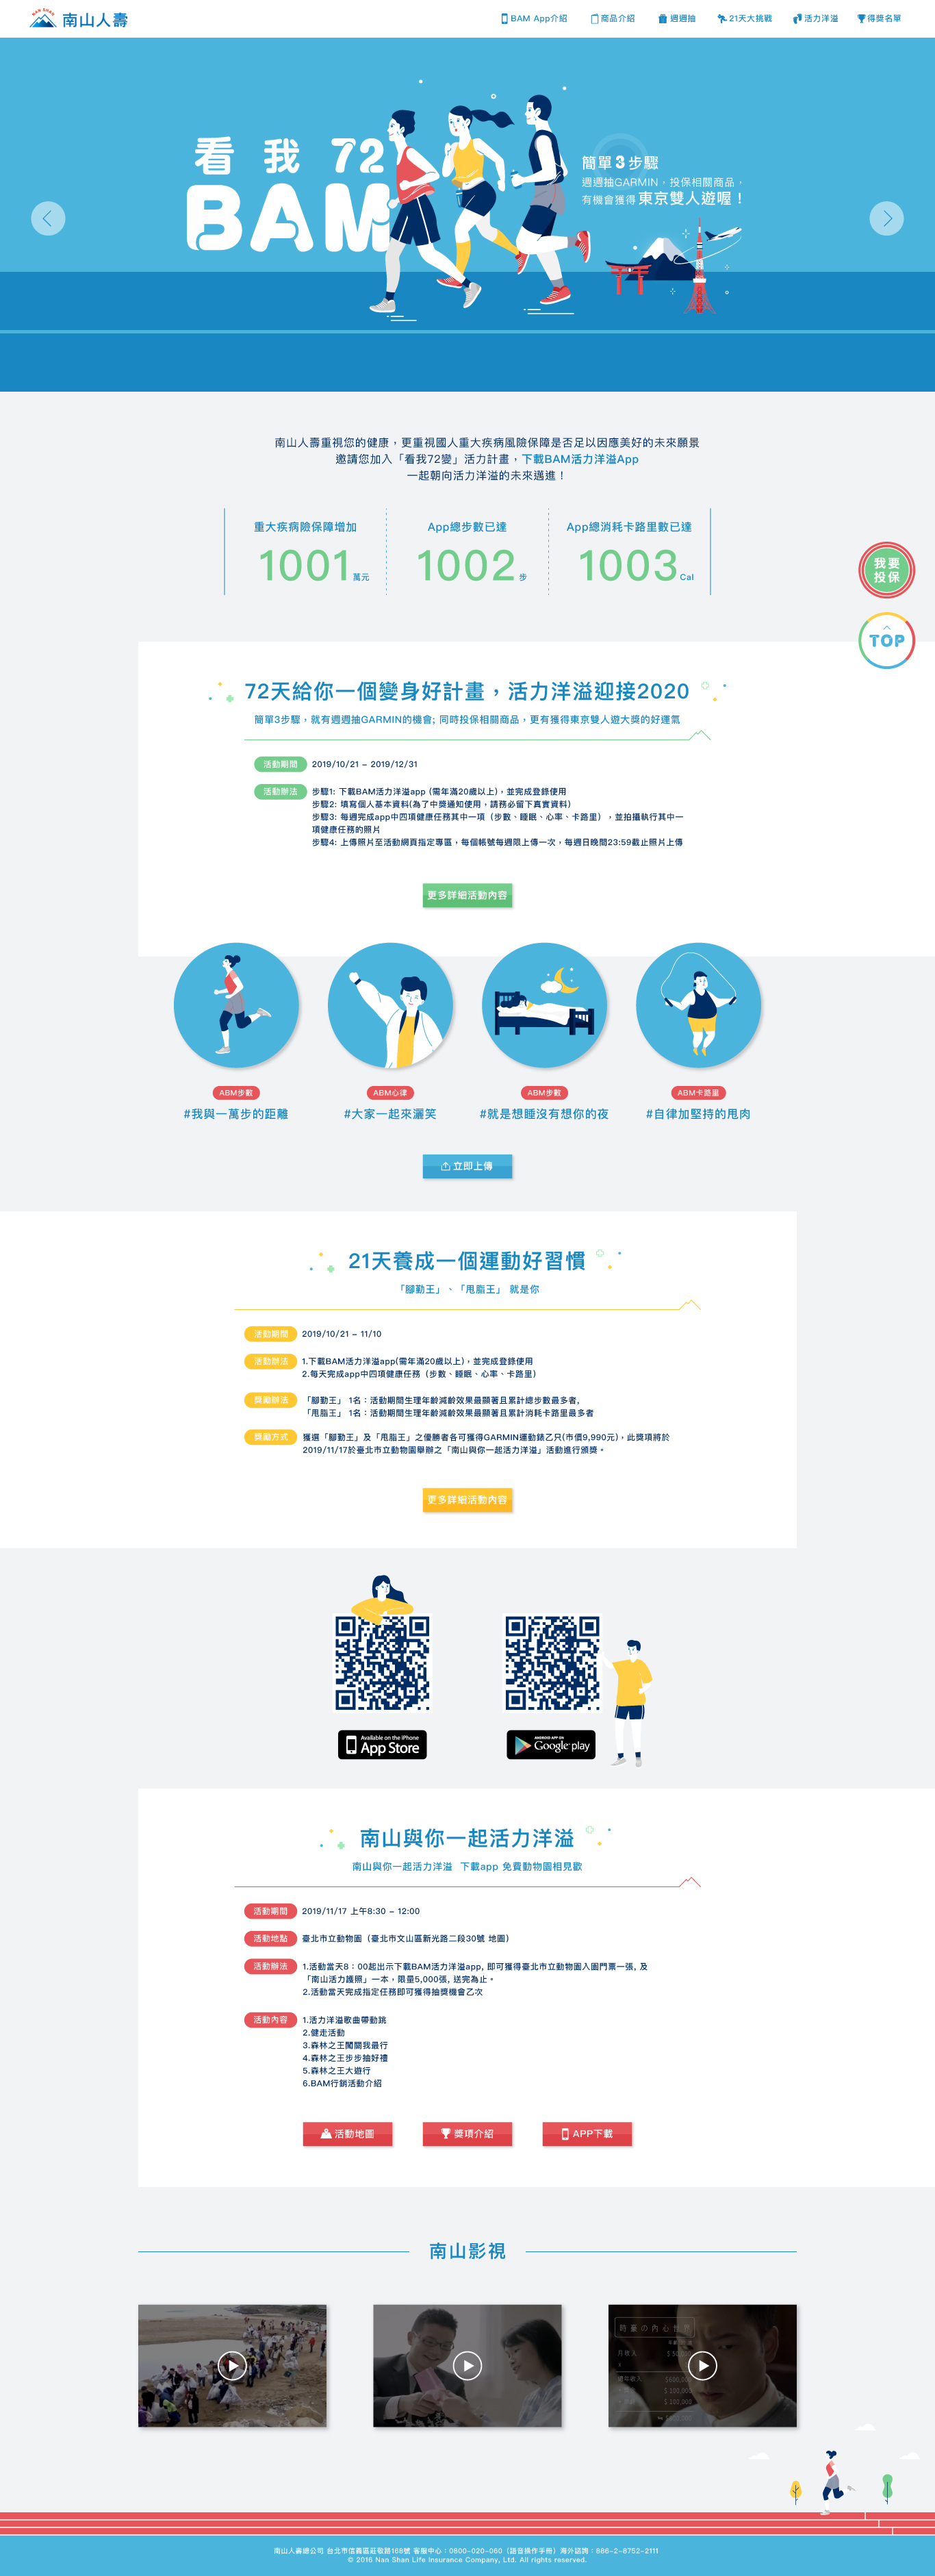 NAN SHAN
南山人壽
BAM App介紹
商品介紹
週週抽
21天大挑戰
活力洋溢
得獎名單
看我72
BAM
簡單3步驟
週週抽GARMIN，投保相關商品，
有機會獲得 東京雙人遊喔！
南山人壽重視您的健康，更重視國人重大疾病風險保障是否足以因應美好的未來願景
邀請您加入「看我72變」活力計畫，下載BAM活力洋溢App
一起朝向活力洋溢的未來邁進！
重大疾病險保障增加
1001 萬元
App總步數已達
1002 步
App總消耗卡路里數已達
1003 Cal
我要
投保
TOP
72天給你一個變身好計畫，活力洋溢迎接2020
簡單3步驟，就有週週抽GARMIN的機會; 同時投保相關商品，更有獲得東京雙人遊大獎的好運氣
活動期間 2019/10/21 – 2019/12/31
活動辦法 步驟1: 下載BAM活力洋溢app (需年滿20歲以上)，並完成登錄使用
步驟2: 填寫個人基本資料(為了中獎通知使用，請務必留下真實資料)
步驟3: 每週完成app中四項健康任務其中一項（步數、睡眠、心率、卡路里），並拍攝執行其中一
項健康任務的照片
步驟4: 上傳照片至活動網頁指定專區，每個帳號每週限上傳一次，每週日晚間23:59截止照片上傳
更多詳細活動內容
ABM步數
#我與一萬步的距離
ABM心律
#大家一起來灑笑
ABM步數
#就是想睡沒有想你的夜
ABM卡路里
#自律加堅持的甩肉
立即上傳
21天養成一個運動好習慣
「腳勤王」、「甩脂王」 就是你
活動期間 2019/10/21 – 11/10
活動辦法 1.下載BAM活力洋溢app(需年滿20歲以上)，並完成登錄使用
2.每天完成app中四項健康任務（步數、睡眠、心率、卡路里）
獎勵辦法 「腳勤王」 1名：活動期間生理年齡減齡效果最顯著且累計總步數最多者,
「甩脂王」 1名：活動期間生理年齡減齡效果最顯著且累計消耗卡路里最多者
獎勵方式 獲選「腳勤王」及「甩脂王」之優勝者各可獲得GARMIN運動錶乙只(市價9,990元)，此獎項將於
2019/11/17於臺北市立動物園舉辦之「南山與你一起活力洋溢」活動進行頒獎。
更多詳細活動內容
Available on the iPhone
App Store
ANDROID APP ON
Google play
南山與你一起活力洋溢
南山與你一起活力洋溢 下載app 免費動物園相見歡
活動期間 2019/11/17 上午8:30 – 12:00
活動地點 臺北市立動物園（臺北市文山區新光路二段30號 地圖）
活動辦法 1.活動當天8：00起出示下載BAM活力洋溢app, 即可獲得臺北市立動物園入園門票一張, 及
「南山活力護照」一本，限量5,000張, 送完為止。
2.活動當天完成指定任務即可獲得抽獎機會乙次
活動內容 1.活力洋溢歌曲帶動跳
2.健走活動
3.森林之王闖關我最行
4.森林之王步步抽好禮
5.森林之王大遊行
6.BAM行銷活動介紹
活動地圖
獎項介紹
APP下載
南山影視
南山人壽總公司 台北市信義區莊敬路168號 客服中心：0800-020-060（語音操作手冊）海外諮詢：886-2-8752-2111
© 2016 Nan Shan Life Insurance Company, Ltd. All rights reserved.